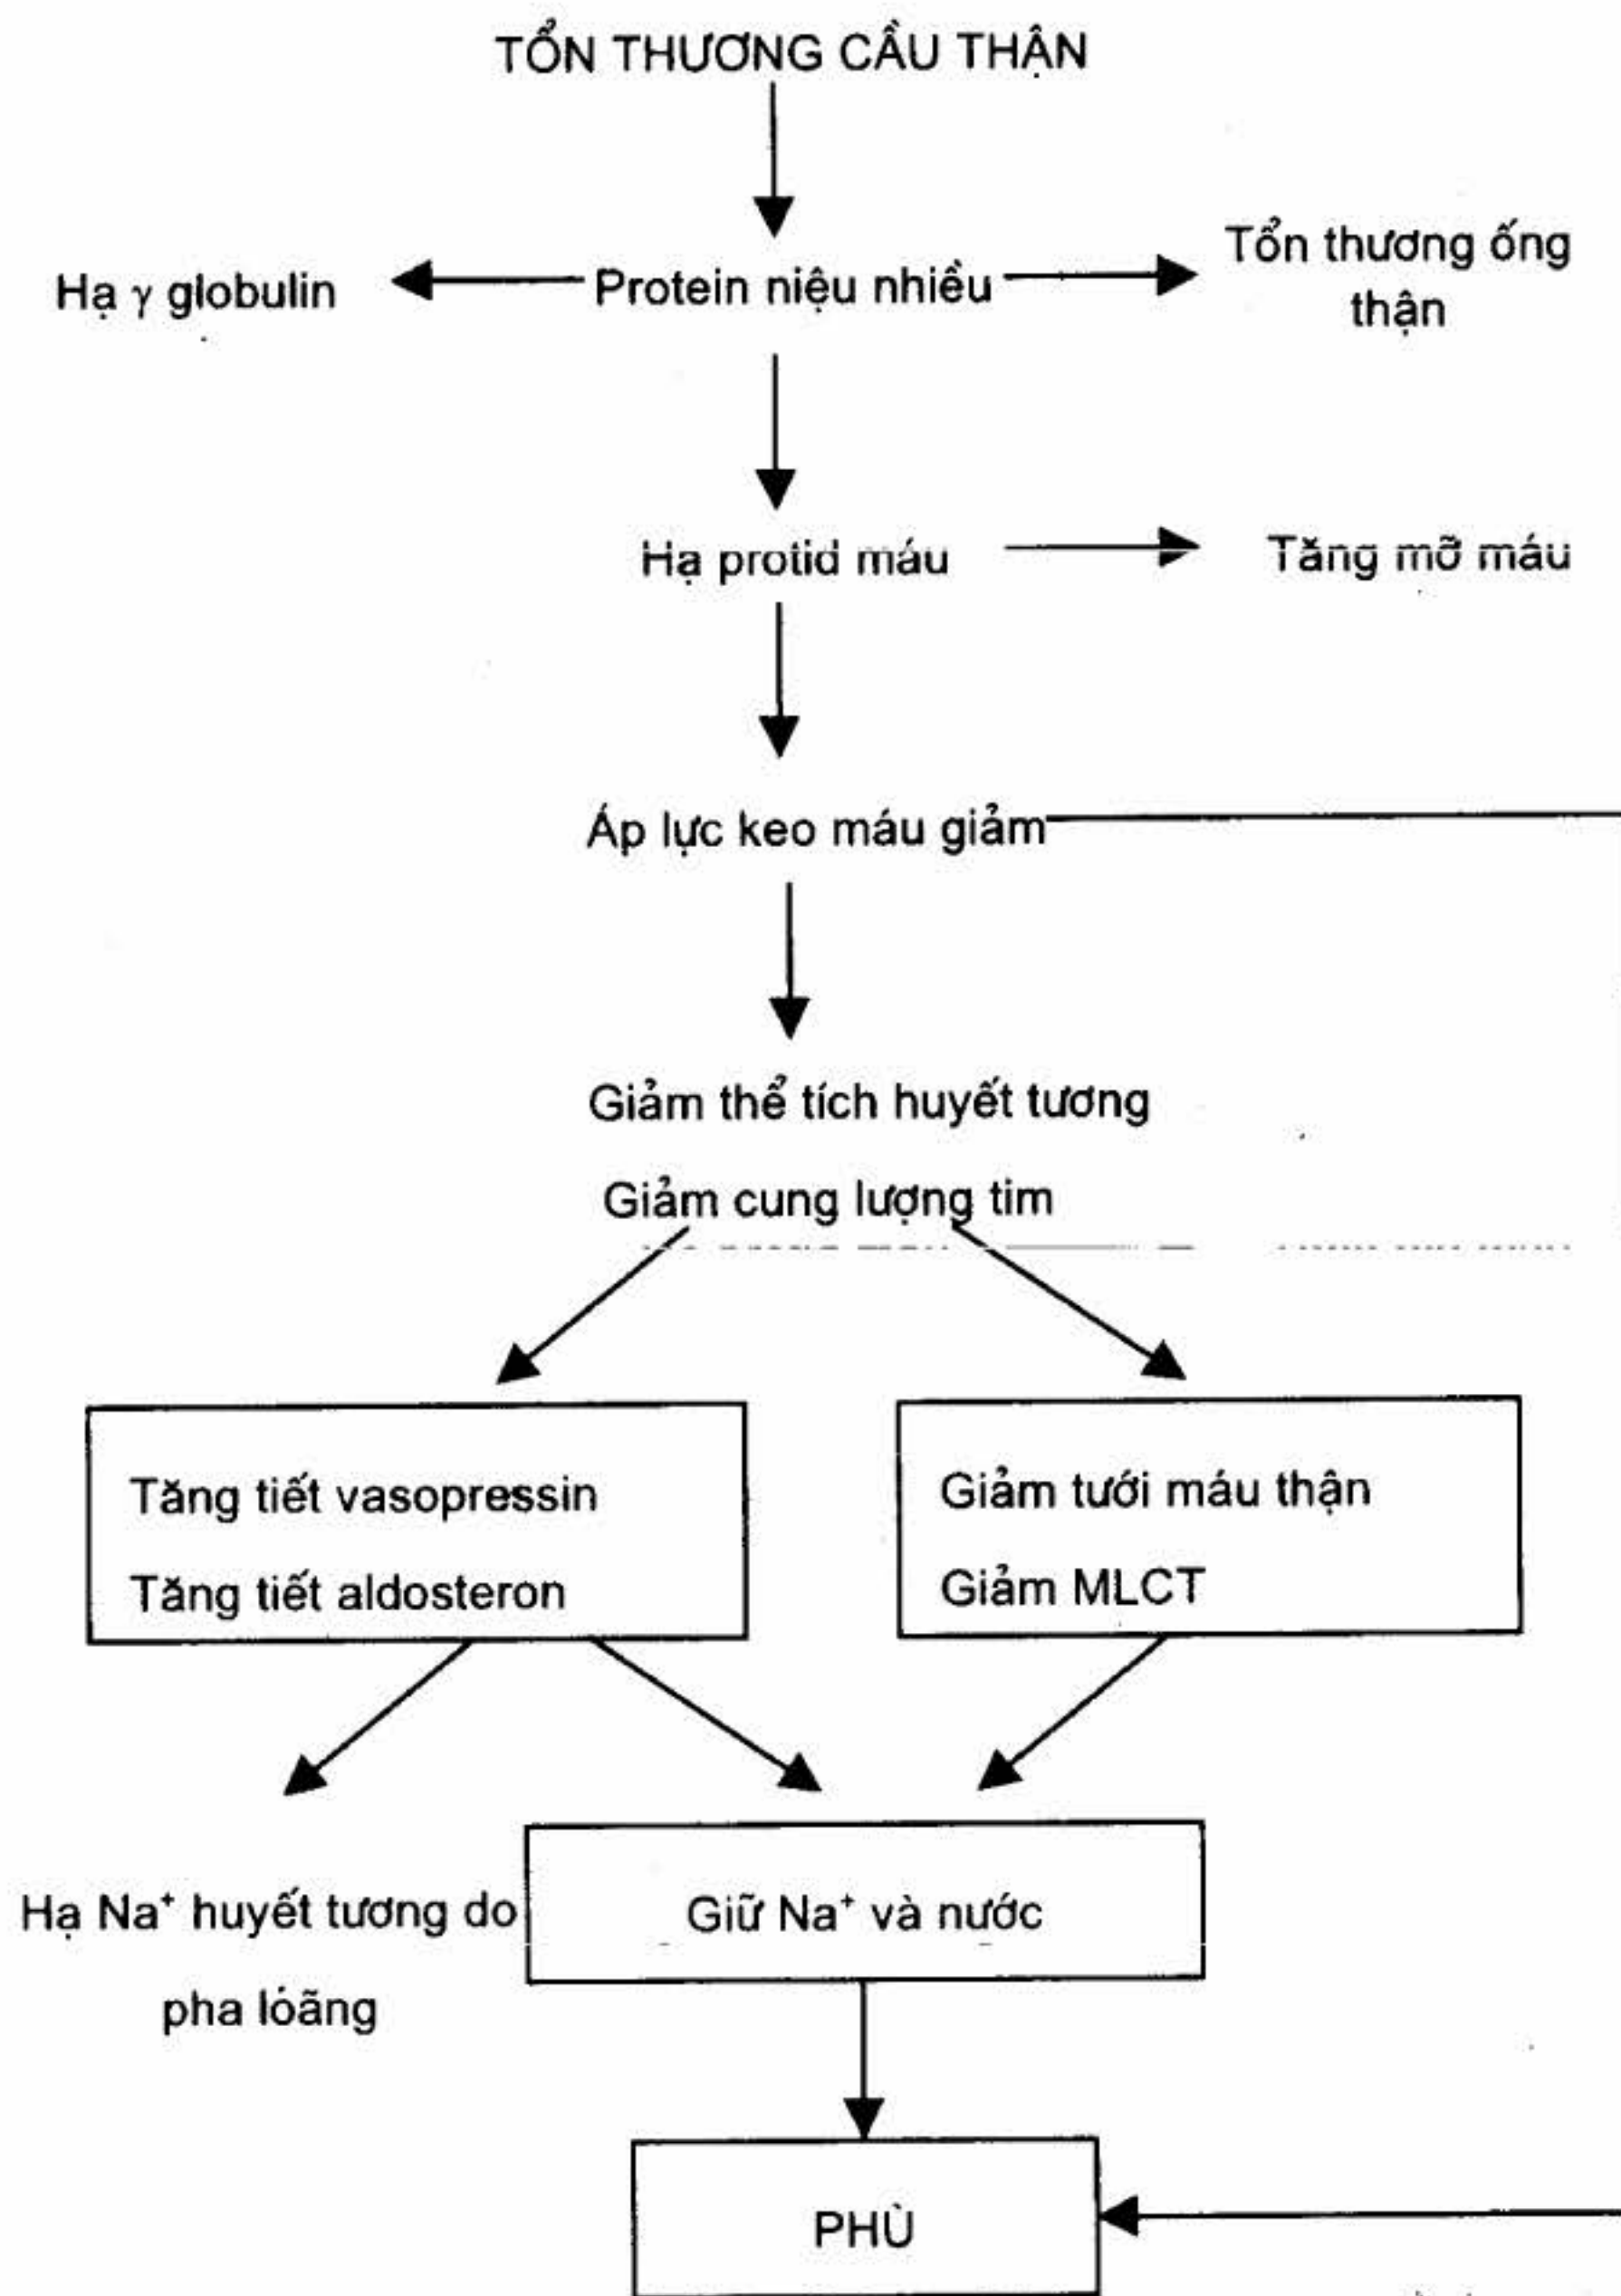 TỔN THƯƠNG CẦU THẬN
Hạ γ globulin
Protein niệu nhiều
Tổn thương ống
thận
Hạ protid máu
Tăng mỡ máu
Áp lực keo máu giảm
Giảm thể tích huyết tương
Giảm cung lượng tim
Tăng tiết vasopressin
Tăng tiết aldosteron
Giảm tưới máu thận
Giảm MLCT
Hạ Na⁺ huyết tương do
pha lõãng
Giữ Na⁺ và nước
PHÙ